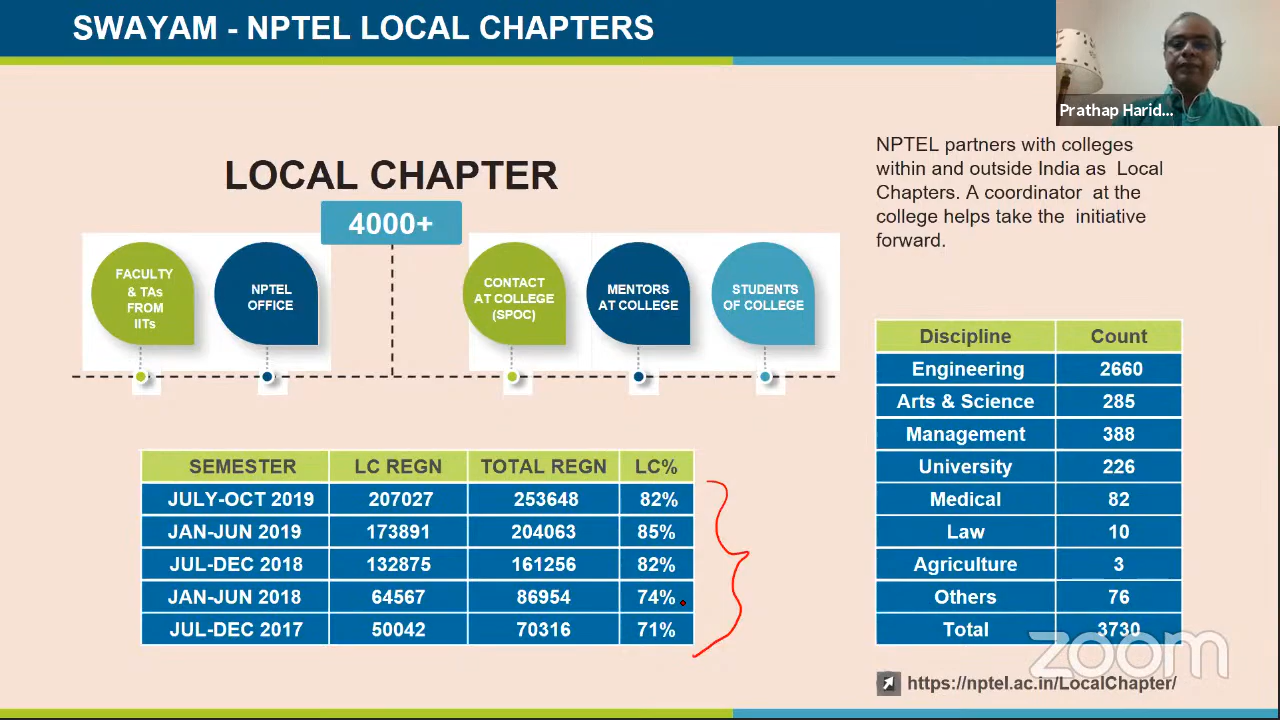 SWAYAM - NPTEL LOCAL CHAPTERS
Prathap Harid...
LOCAL CHAPTER
4000+
FACULTY
& TAs
FROM
IITs
NPTEL
OFFICE
CONTACT
AT COLLEGE
(SPOC)
MENTORS
AT COLLEGE
STUDENTS
OF COLLEGE
NPTEL partners with colleges
within and outside India as Local
Chapters. A coordinator at the
college helps take the initiative
forward.
SEMESTER LC REGN TOTAL REGN LC%
JULY-OCT 2019 207027 253648 82%
JAN-JUN 2019 173891 204063 85%
JUL-DEC 2018 132875 161256 82%
JAN-JUN 2018 64567 86954 74%
JUL-DEC 2017 50042 70316 71%
Discipline Count
Engineering 2660
Arts & Science 285
Management 388
University 226
Medical 82
Law 10
Agriculture 3
Others 76
Total 3730
zoom
https://nptel.ac.in/LocalChapter/